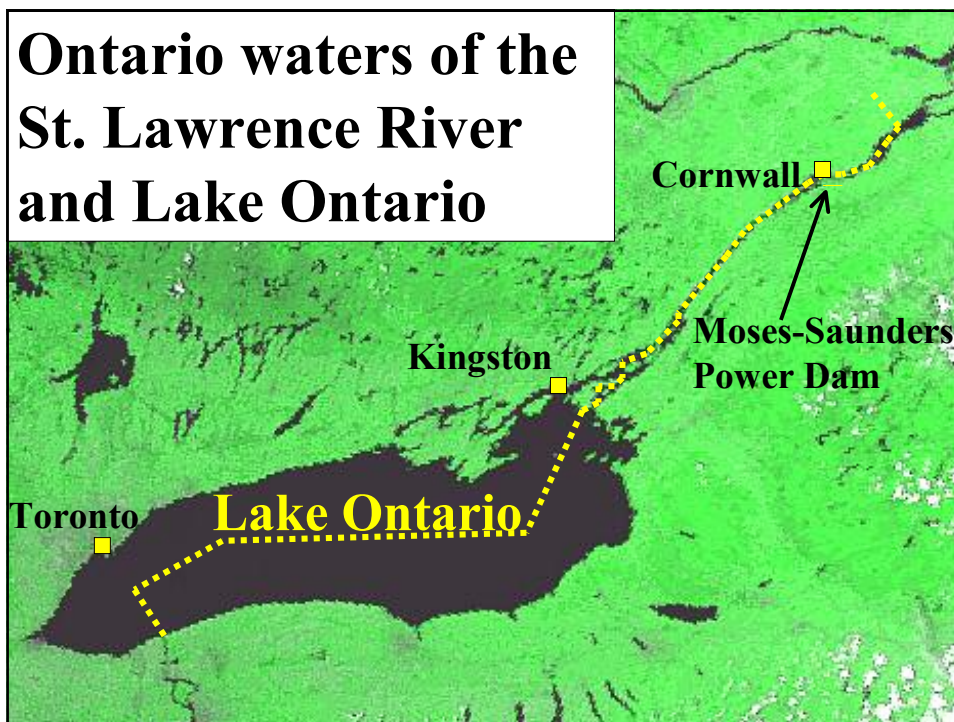 Ontario waters of the
St. Lawrence River
and Lake Ontario
Cornwall
Moses-Saunders
Power Dam
Kingston
Lake Ontario
Toronto